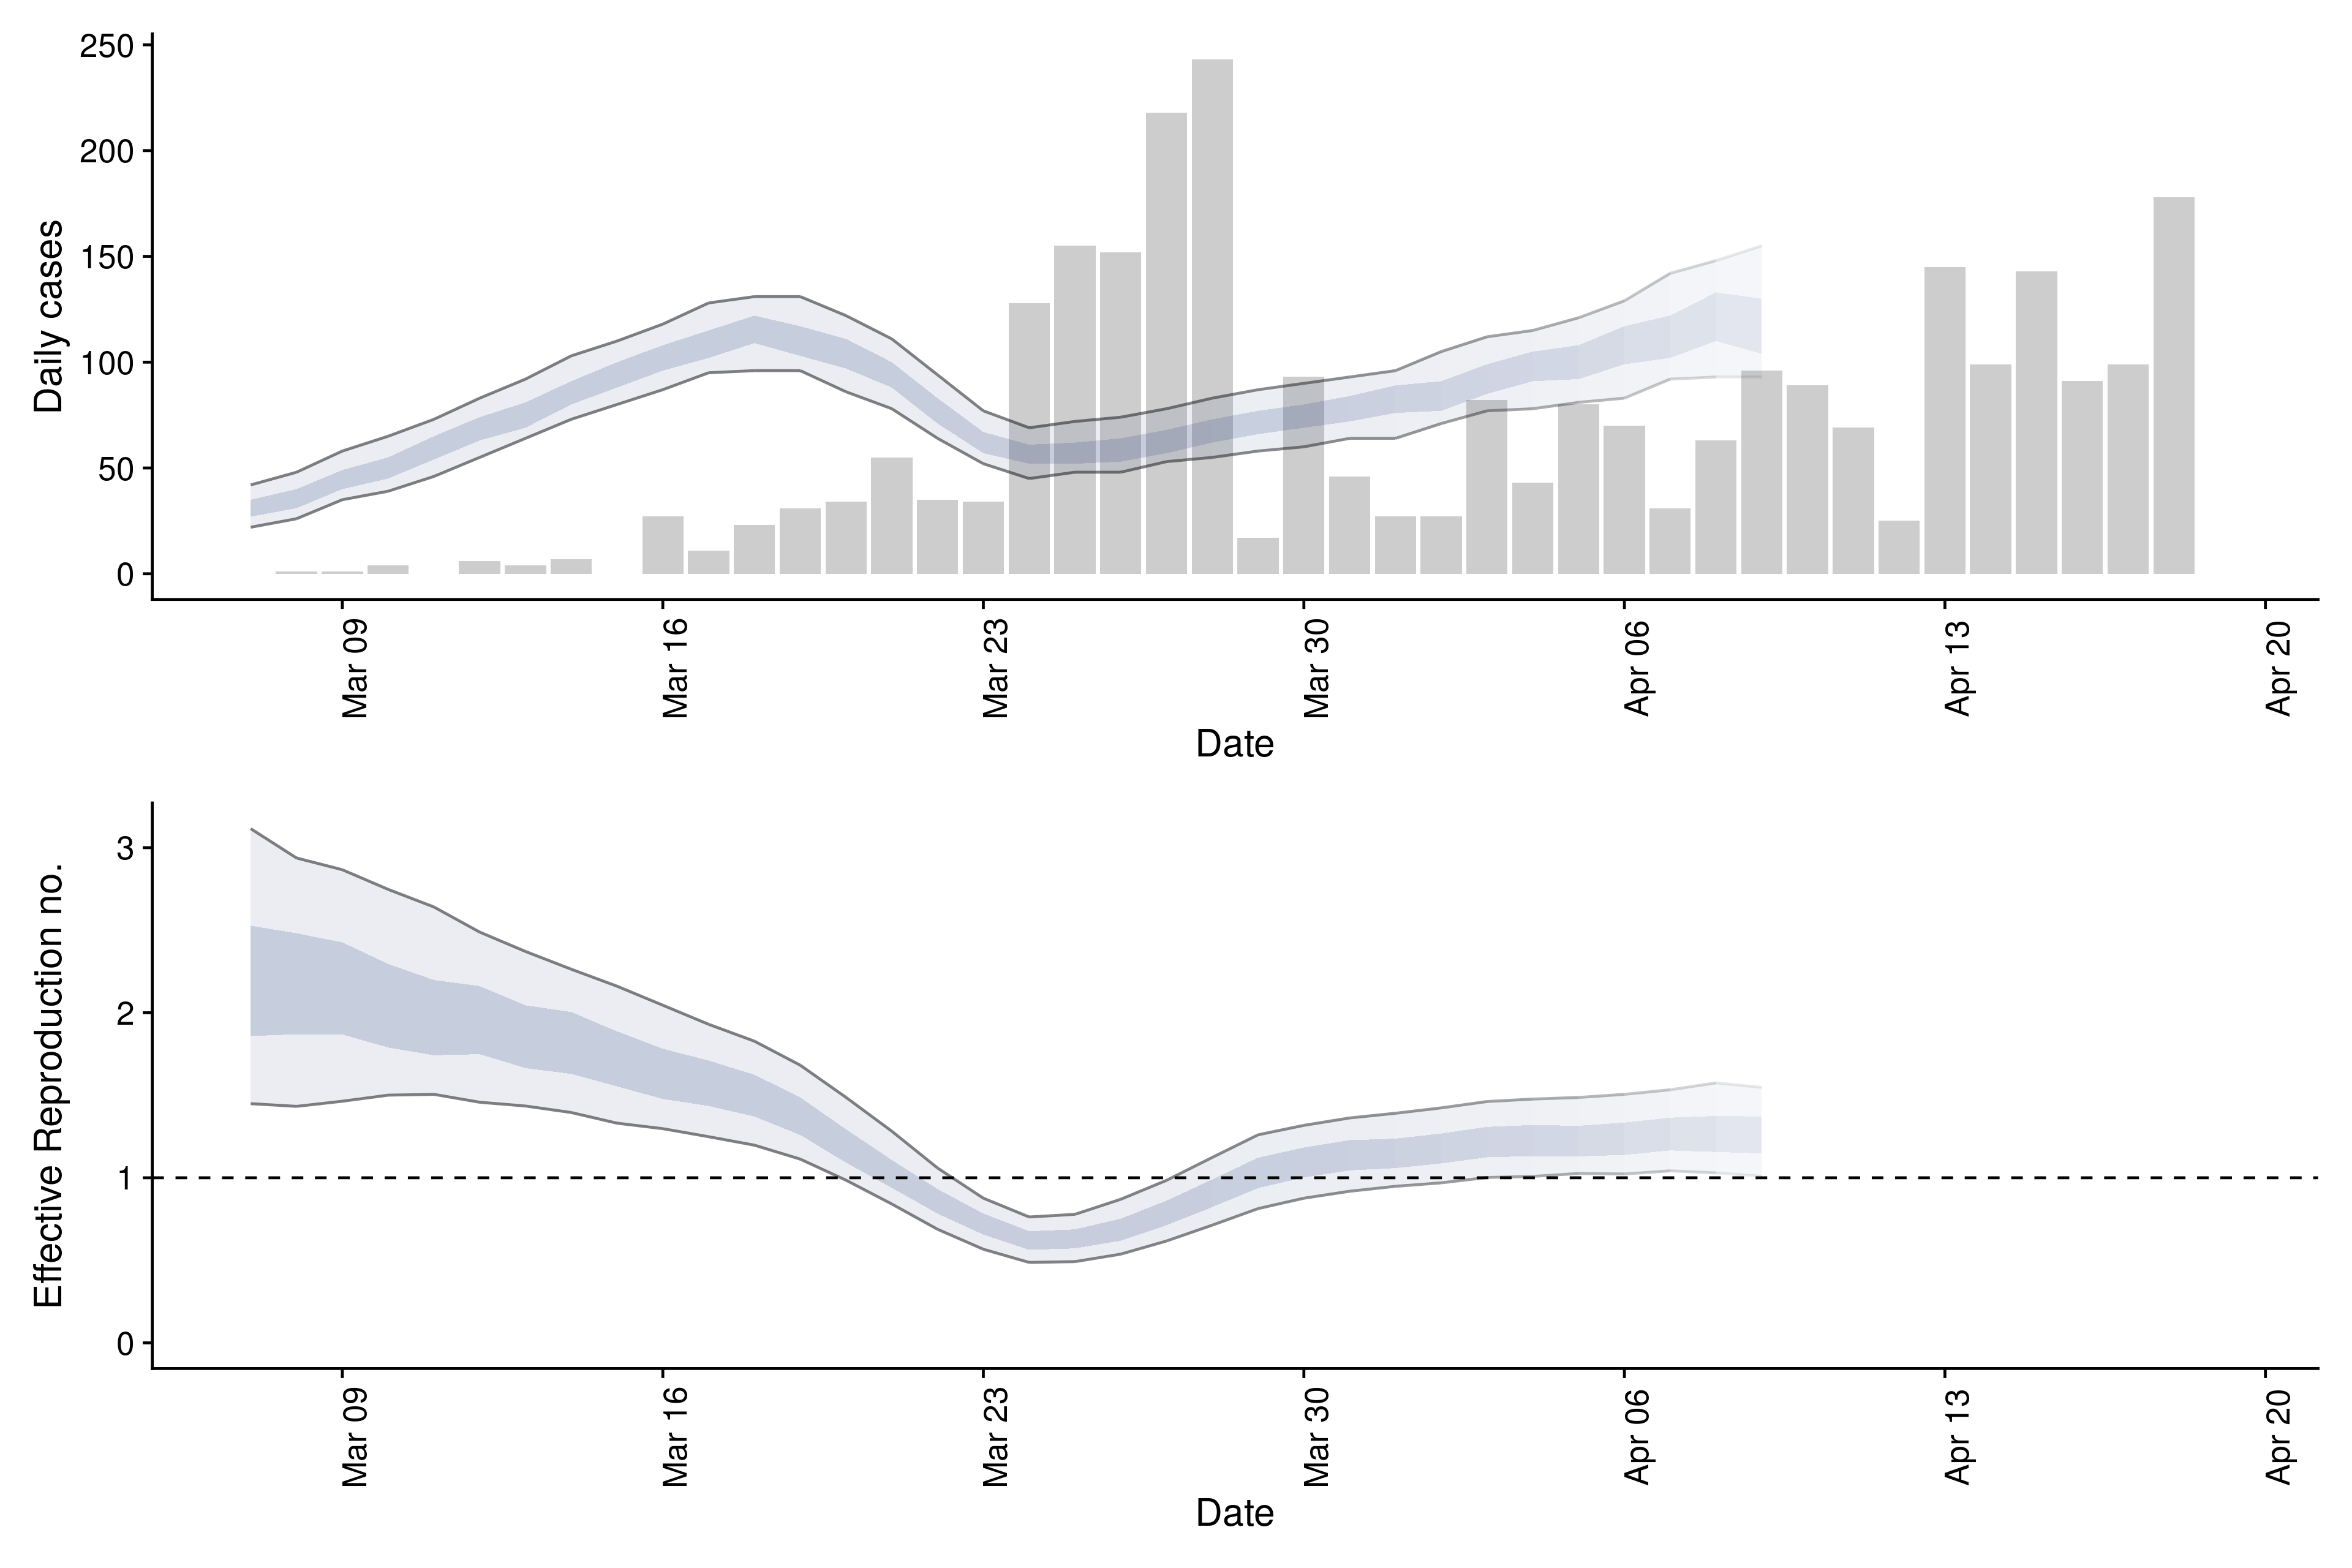 250
200
150
100
50
0
Daily cases
Mar 09
Mar 16
Mar 23
Mar 30
Apr 06
Apr 13
Apr 20
Date
3
2
1
0
Effective Reproduction no.
Mar 09
Mar 16
Mar 23
Mar 30
Apr 06
Apr 13
Apr 20
Date